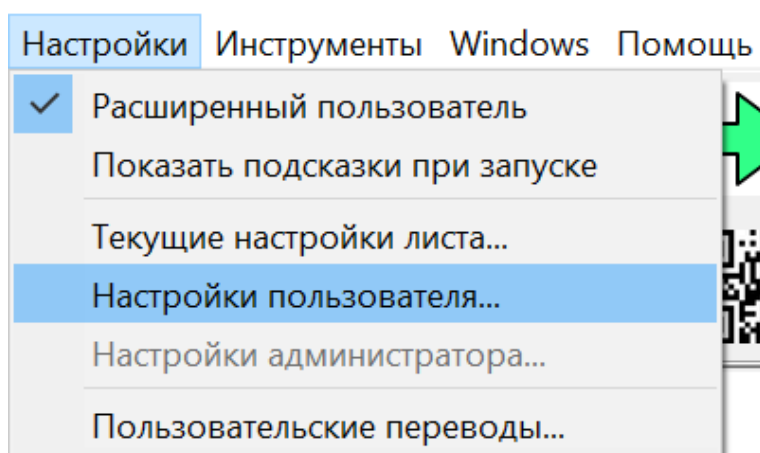 Настройки Инструменты Windows Помощь
Расширенный пользователь
Показать подсказки при запуске
Текущие настройки листа...
Настройки пользователя...
Настройки администратора...
Пользовательские переводы...